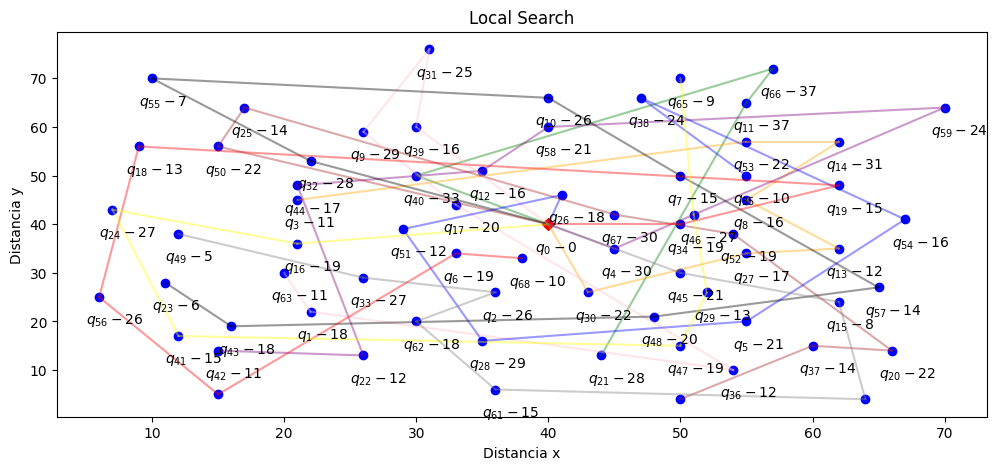 Local Search
Distancia y
70
60
50
40
30
20
10
q31 − 25
q66 − 37
q55 − 7
q65 − 9
q10 − 26
q38 − 24
q11 − 37
q25 − 14
q59 − 24
q9 − 29
q39 − 16
q58 − 21
q18 − 13
q50 − 22
q53 − 22
q14 − 31
q32 − 28
q40 − 33
q12 − 16
q7 − 15
q35 − 10
q44 − 17
q3 − 11
q26 − 18
q19 − 15
q8 − 16
q24 − 27
q17 − 20
q67 − 30
q46 − 27
q49 − 5
q51 − 12
q0 − 0
q34 − 19
q52 − 19
q54 − 16
q16 − 19
q6 − 19
q68 − 10
q4 − 30
q27 − 17
q13 − 12
q63 − 11
q33 − 27
q45 − 21
q56 − 26
q23 − 6
q2 − 26
q30 − 22
q29 − 13
q57 − 14
q43 − 18
q1 − 18
q62 − 18
q48 − 20
q5 − 21
q15 − 8
q41 − 15
q42 − 11
q22 − 12
q28 − 29
q21 − 28
q47 − 19
q37 − 14
q20 − 22
q61 − 15
q36 − 12
10 20 30 40 50 60 70
Distancia x